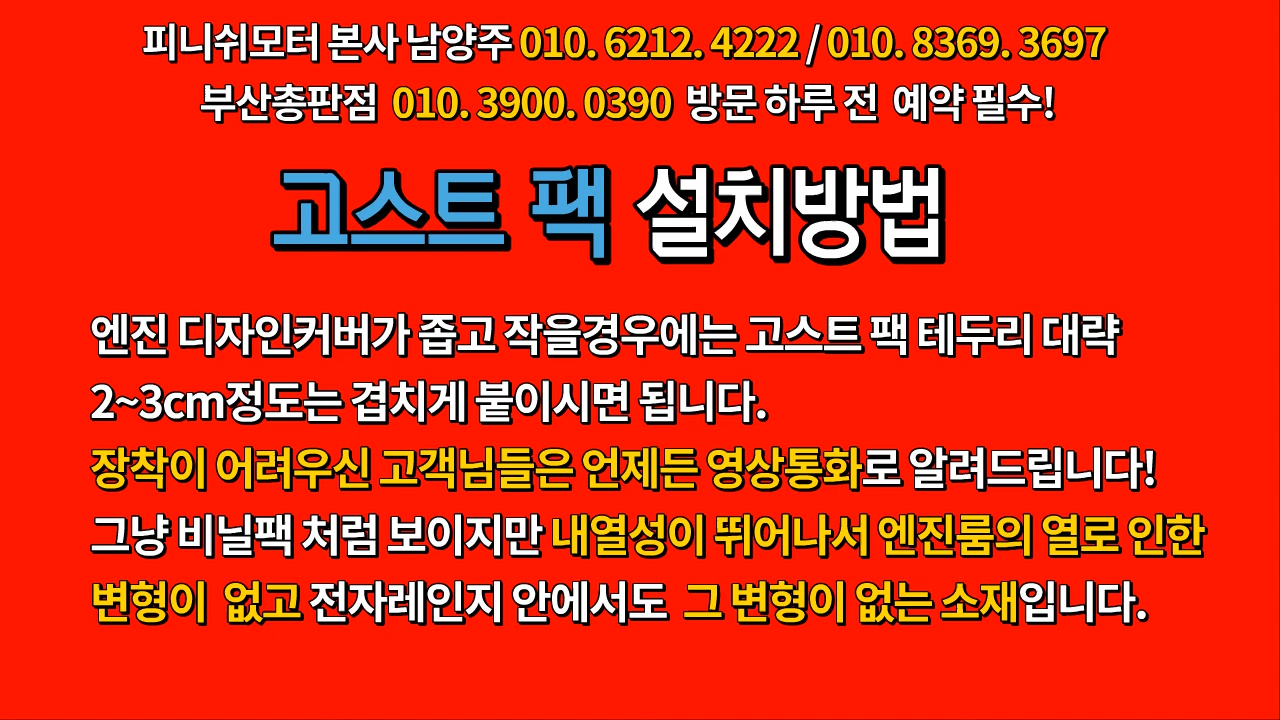 피니쉬모터 본사 남양주 010. 6212. 4222 / 010. 8369. 3697
부산총판점 010. 3900. 0390 방문 하루 전 예약 필수!
고스트 팩 설치방법
엔진 디자인커버가 좁고 작을경우에는 고스트 팩 테두리 대략
2~3cm정도는 겹치게 붙이시면 됩니다.
장착이 어려우신 고객님들은 언제든 영상통화로 알려드립니다!
그냥 비닐팩 처럼 보이지만 내열성이 뛰어나서 엔진룸의 열로 인한
변형이 없고 전자레인지 안에서도 그 변형이 없는 소재입니다.